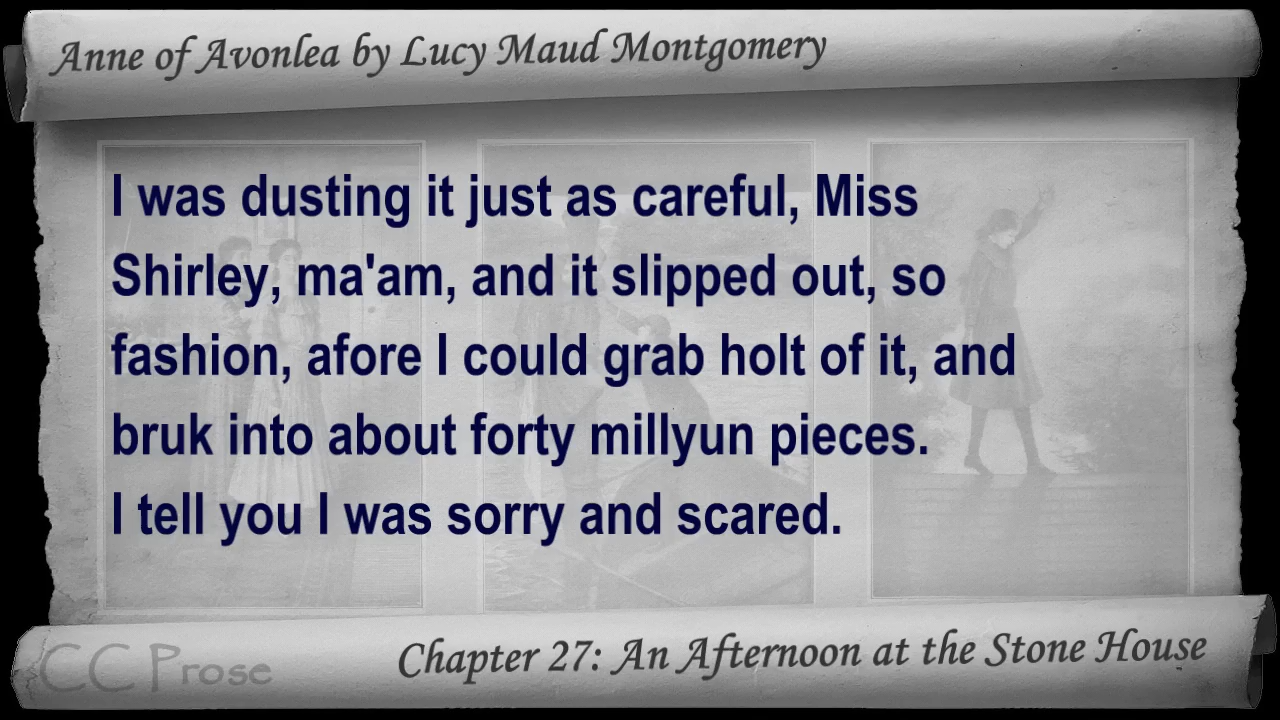 Anne of Avonlea by Lucy Maud Montgomery
I was dusting it just as careful, Miss
Shirley, ma'am, and it slipped out, so
fashion, afore I could grab holt of it, and
bruk into about forty millyun pieces.
I tell you I was sorry and scared.
CC Prose
Chapter 27: An Afternoon at the Stone House